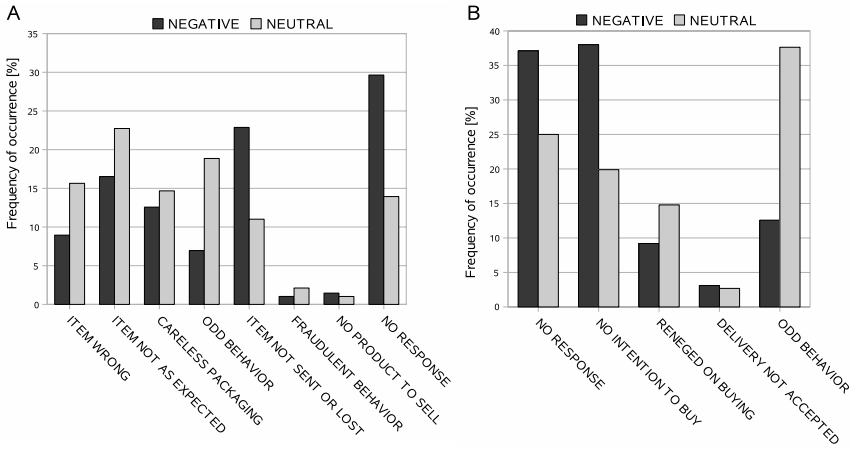 A
NEGATIVE NEUTRAL
Frequency of occurrence [%]
35
30
25
20
15
10
5
0
ITEM WRONG
ITEM NOT AS EXPECTED
CARELESS PACKAGING
ODD BEHAVIOR
ITEM NOT SENT OR LOST
FRAUDULENT BEHAVIOR
NO PRODUCT TO SELL
NO RESPONSE
B
NEGATIVE NEUTRAL
Frequency of occurrence [%]
40
35
30
25
20
15
10
5
0
NO RESPONSE
NO INTENTION TO BUY
RENEGED ON BUYING
DELIVERY NOT ACCEPTED
ODD BEHAVIOR